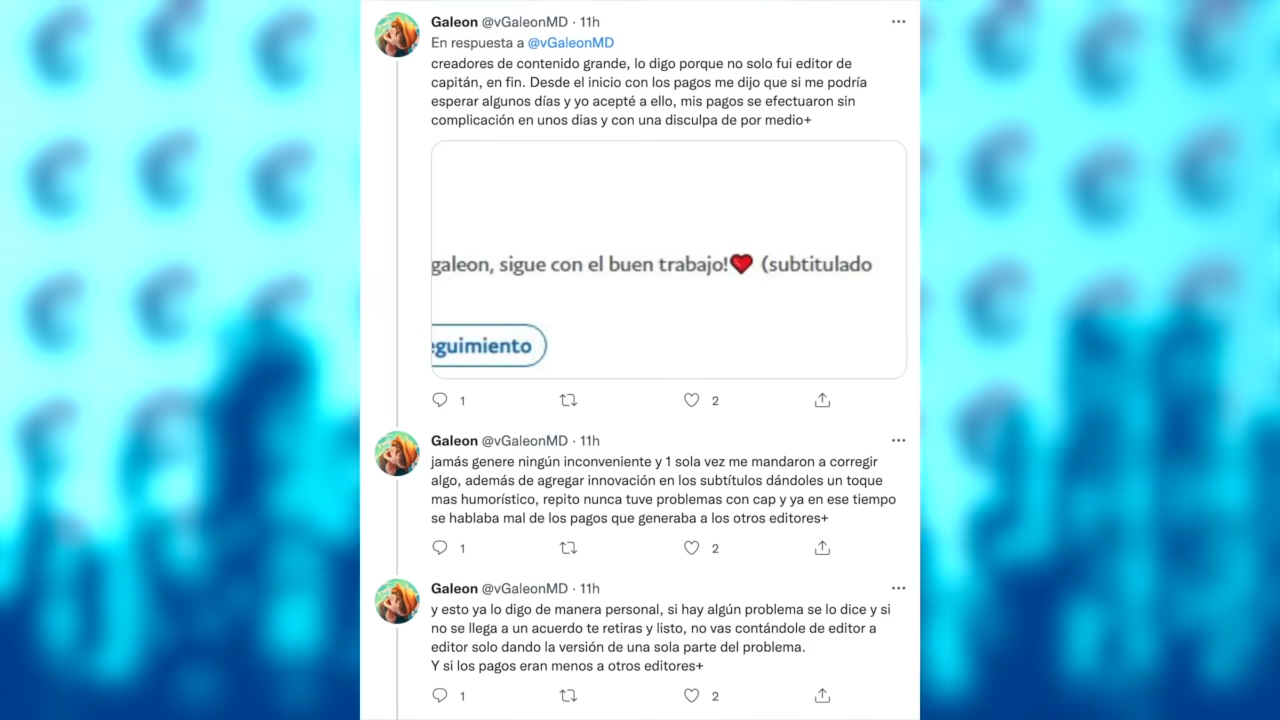 Galeon @vGaleonMD · 11h
En respuesta a @vGaleonMD
creadores de contenido grande, lo digo porque no solo fui editor de
capitán, en fin. Desde el inicio con los pagos me dijo que si me podría
esperar algunos días y yo acepté a ello, mis pagos se efectuaron sin
complicación en unos dias y con una disculpa de por medio+
galeon, sigue con el buen trabajo!❤️ (subtitulado
eguimiento
1 2
Galeon @vGaleonMD · 11h
jamás genere ningún inconveniente y 1 sola vez me mandaron a corregir
algo, además de agregar innovación en los subtítulos dándoles un toque
mas humorístico, repito nunca tuve problemas con cap y ya en ese tiempo
se hablaba mal de los pagos que generaba a los otros editores+
1 2
Galeon @vGaleonMD · 11h
y esto ya lo digo de manera personal, si hay algún problema se lo dice y si
no se llega a un acuerdo te retiras y listo, no vas contándole de editor a
editor solo dando la versión de una sola parte del problema.
Y si los pagos eran menos a otros editores+
1 2